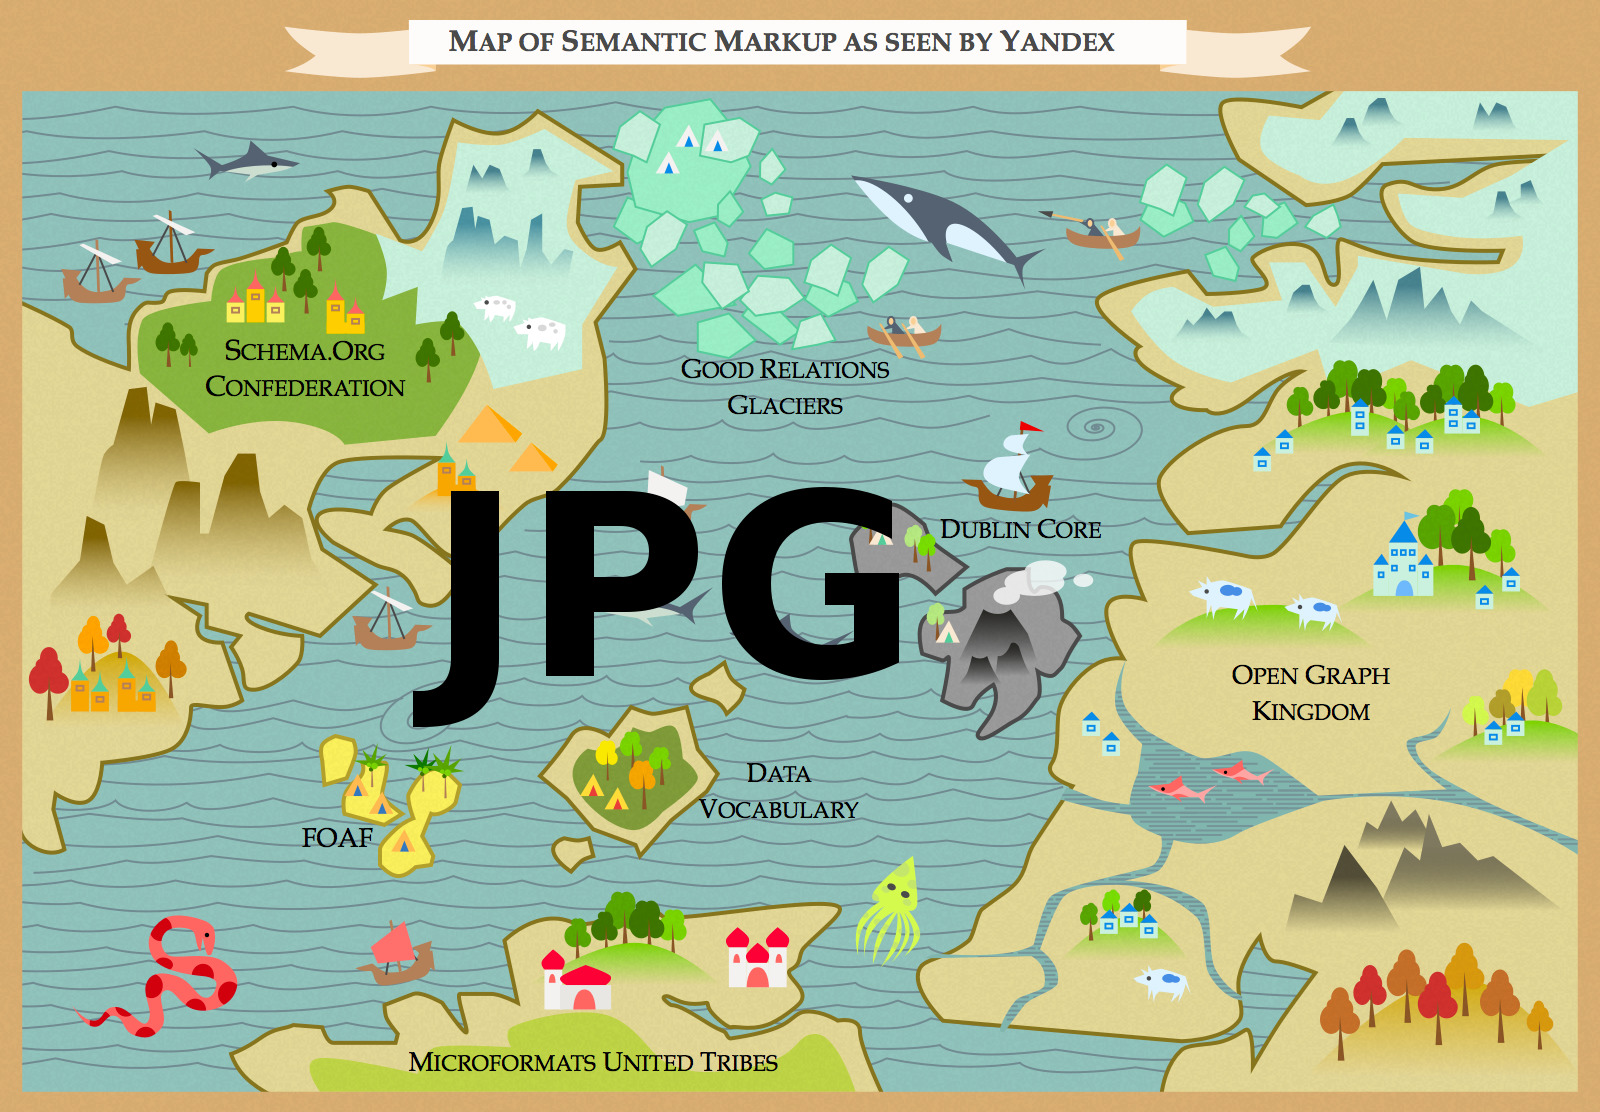 Map of Semantic Markup as seen by Yandex
Schema.Org
Confederation
Good Relations
Glaciers
Dublin Core
JPG
Open Graph
Kingdom
Data
Vocabulary
FOAF
Microformats United Tribes